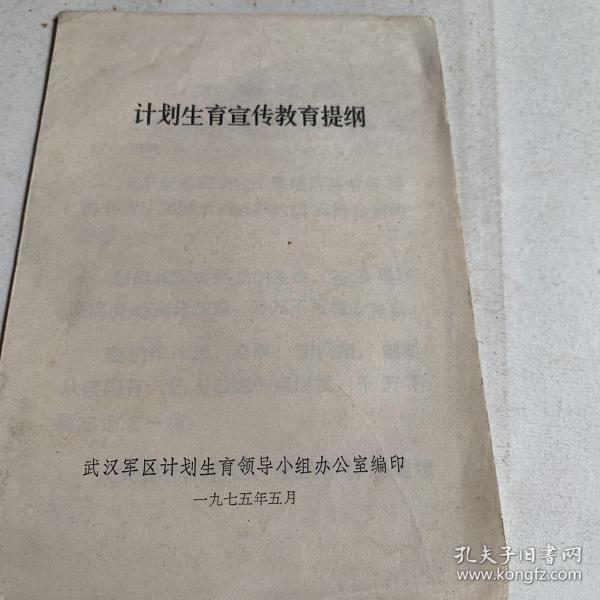 计划生育宣传教育提纲
武汉军区计划生育领导小组办公室编印
一九七五年五月
孔夫子旧书网
www.kongfz.com